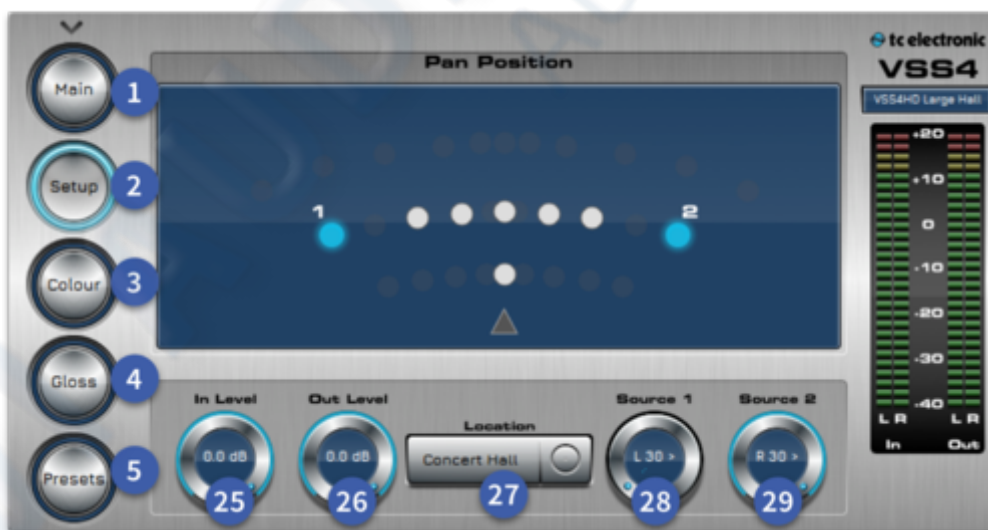 tc electronic
VSS4
VSS4HD Large Hall
Pan Position
Main
1
Setup
2
Colour
3
Gloss
4
Presets
5
1
2
In Level
Out Level
Location
Source 1
Source 2
0.0 dB
0.0 dB
Concert Hall
L 30 >
R 30 >
25
26
27
28
29
+20
+10
0
-10
-20
-30
-40
L R
L R
In
Out